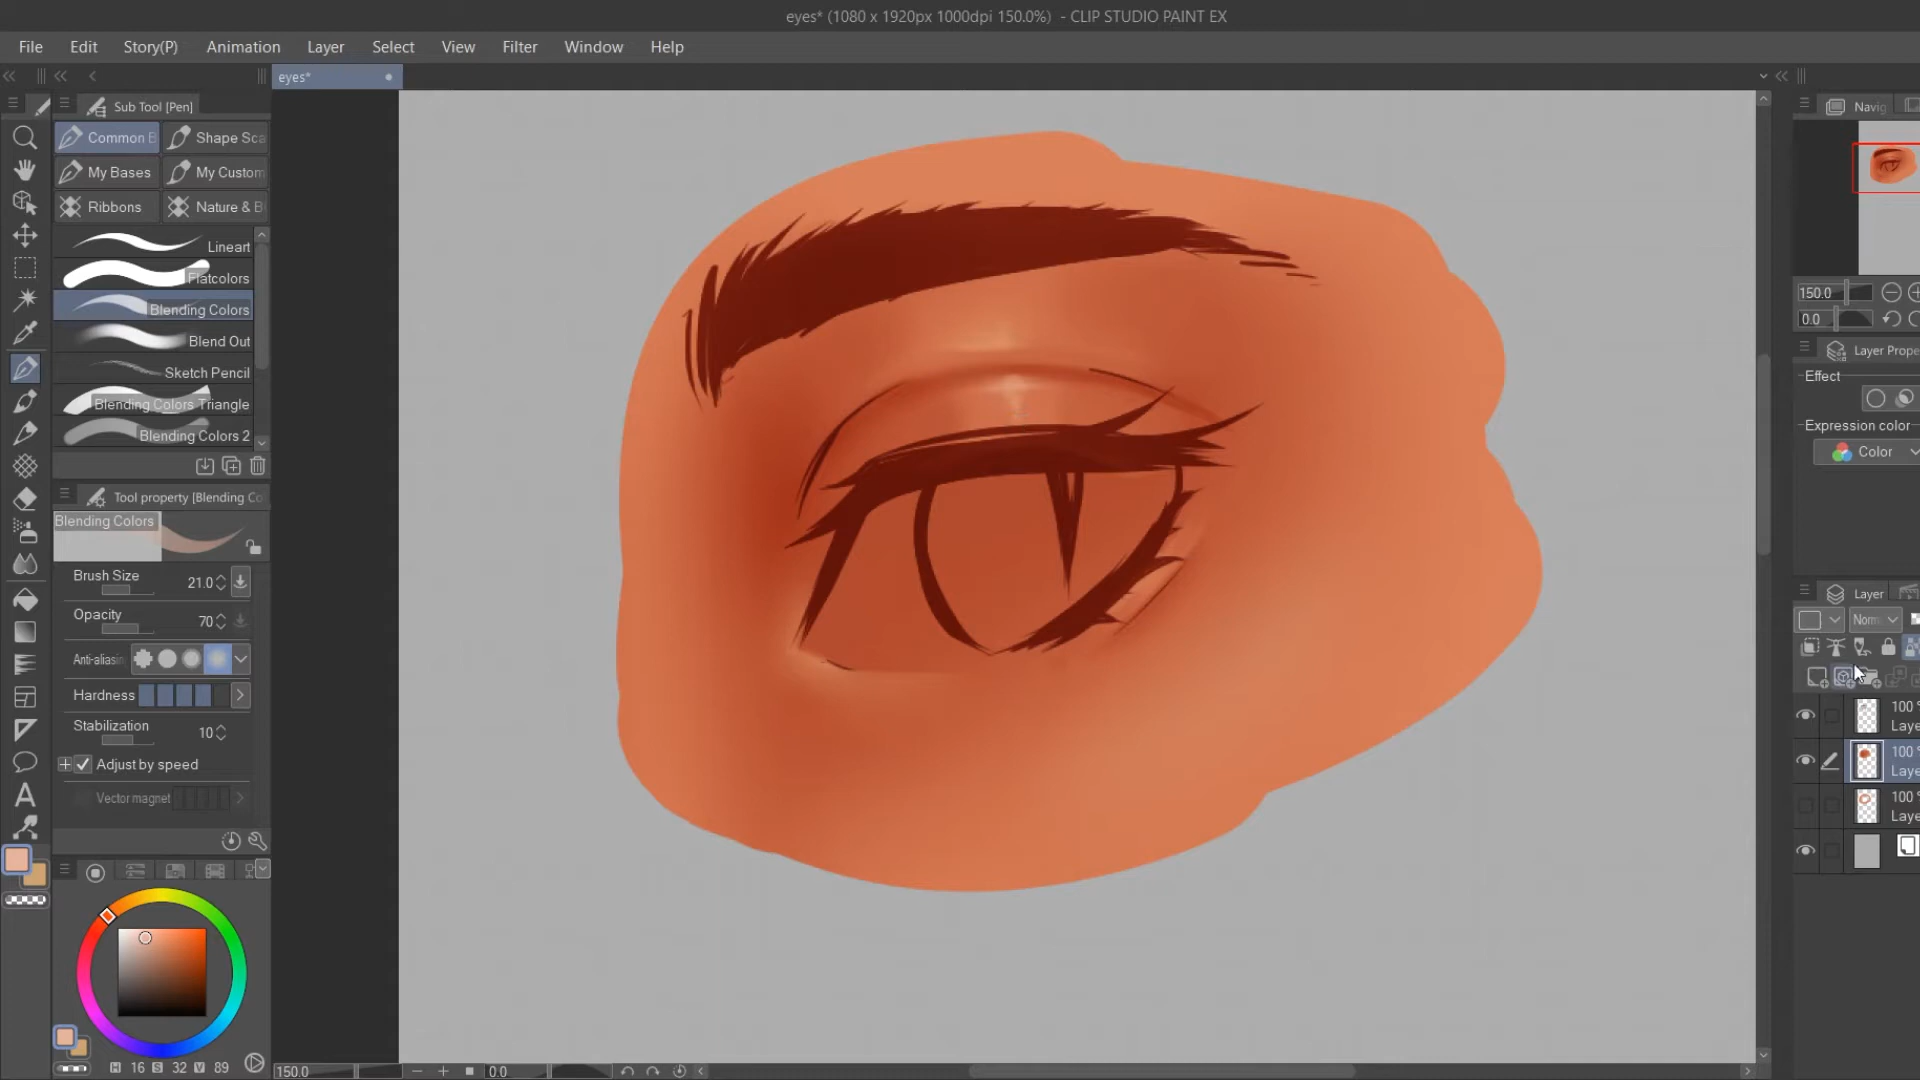 eyes* (1080 x 1920px 1000dpi 150.0%) - CLIP STUDIO PAINT EX
File Edit Story(P) Animation Layer Select View Filter Window Help
eyes*
Sub Tool [Pen]
Common B
Shape Sca
My Bases
My Custom
Ribbons
Nature & B
Lineart
Flatcolors
Blending Colors
Blend Out
Sketch Pencil
Blending Colors Triangle
Blending Colors 2
Tool property [Blending Co
Blending Colors
Brush Size 21.0
Opacity 70
Anti-aliasin
Hardness
Stabilization 10
Adjust by speed
Vector magnet
H 16 S 32 V 89
150.0 0.0
Navig
150.0
0.0
Layer Prope
Effect
Expression color
Color
Layer
Norm
100 %
Laye
100 %
Laye
100 %
Laye